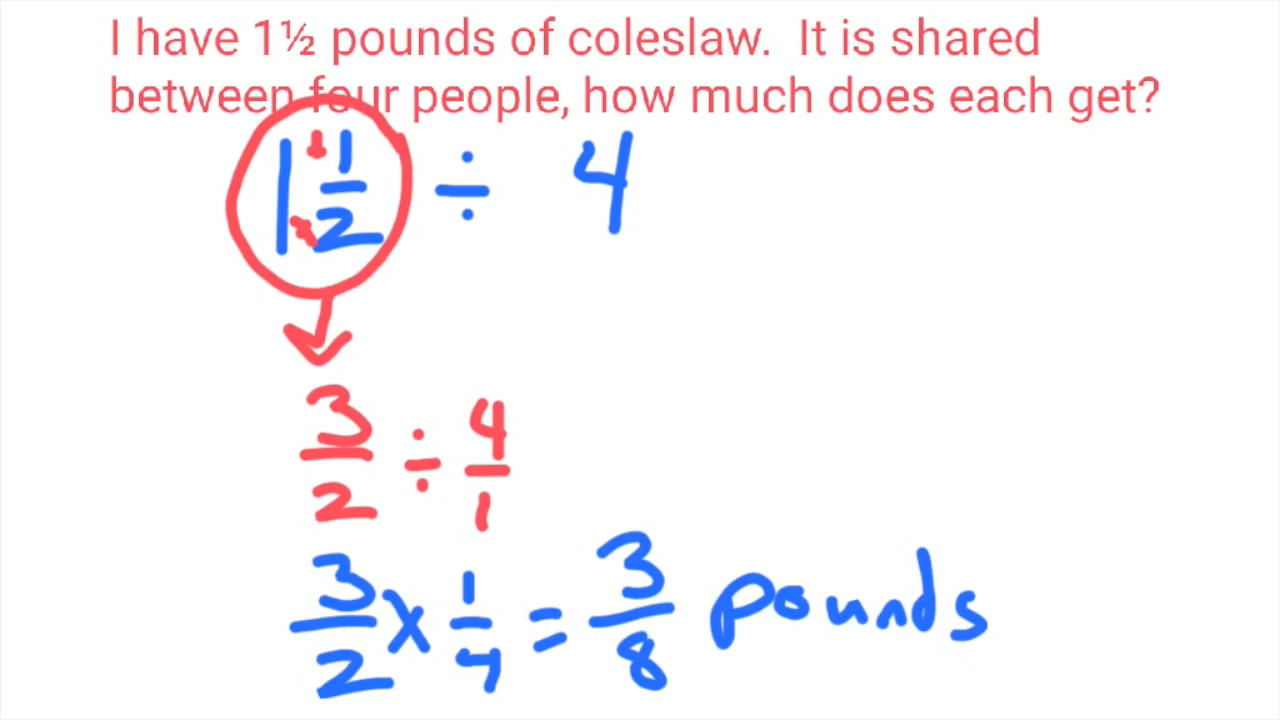 I have 1½ pounds of coleslaw. It is shared
between four people, how much does each get?
1 1/2 ÷ 4
3/2 ÷ 4/1
3/2 x 1/4 = 3/8 pounds